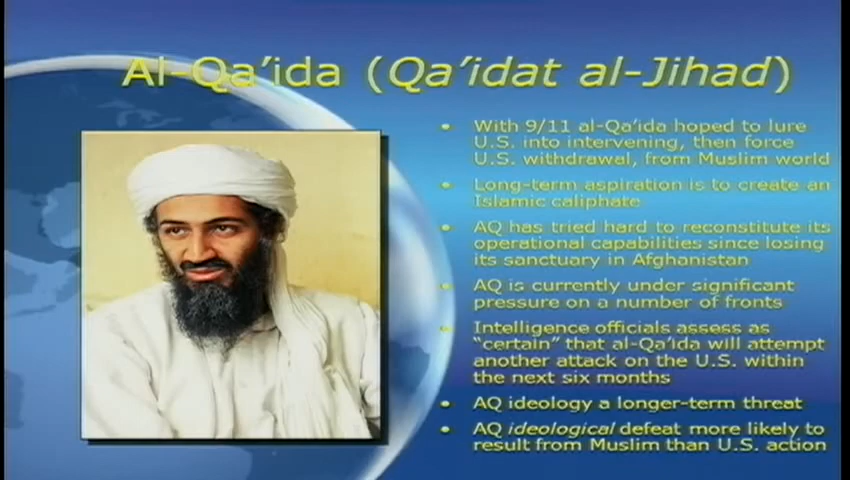 Al-Qa'ida (Qa'idat al-Jihad)
• With 9/11 al-Qa'ida hoped to lure
U.S. into intervening, then force
U.S. withdrawal, from Muslim world
• Long-term aspiration is to create an
Islamic caliphate
• AQ has tried hard to reconstitute its
operational capabilities since losing
its sanctuary in Afghanistan
• AQ is currently under significant
pressure on a number of fronts
• Intelligence officials assess as
"certain" that al-Qa'ida will attempt
another attack on the U.S. within
the next six months
• AQ ideology a longer-term threat
• AQ ideological defeat more likely to
result from Muslim than U.S. action